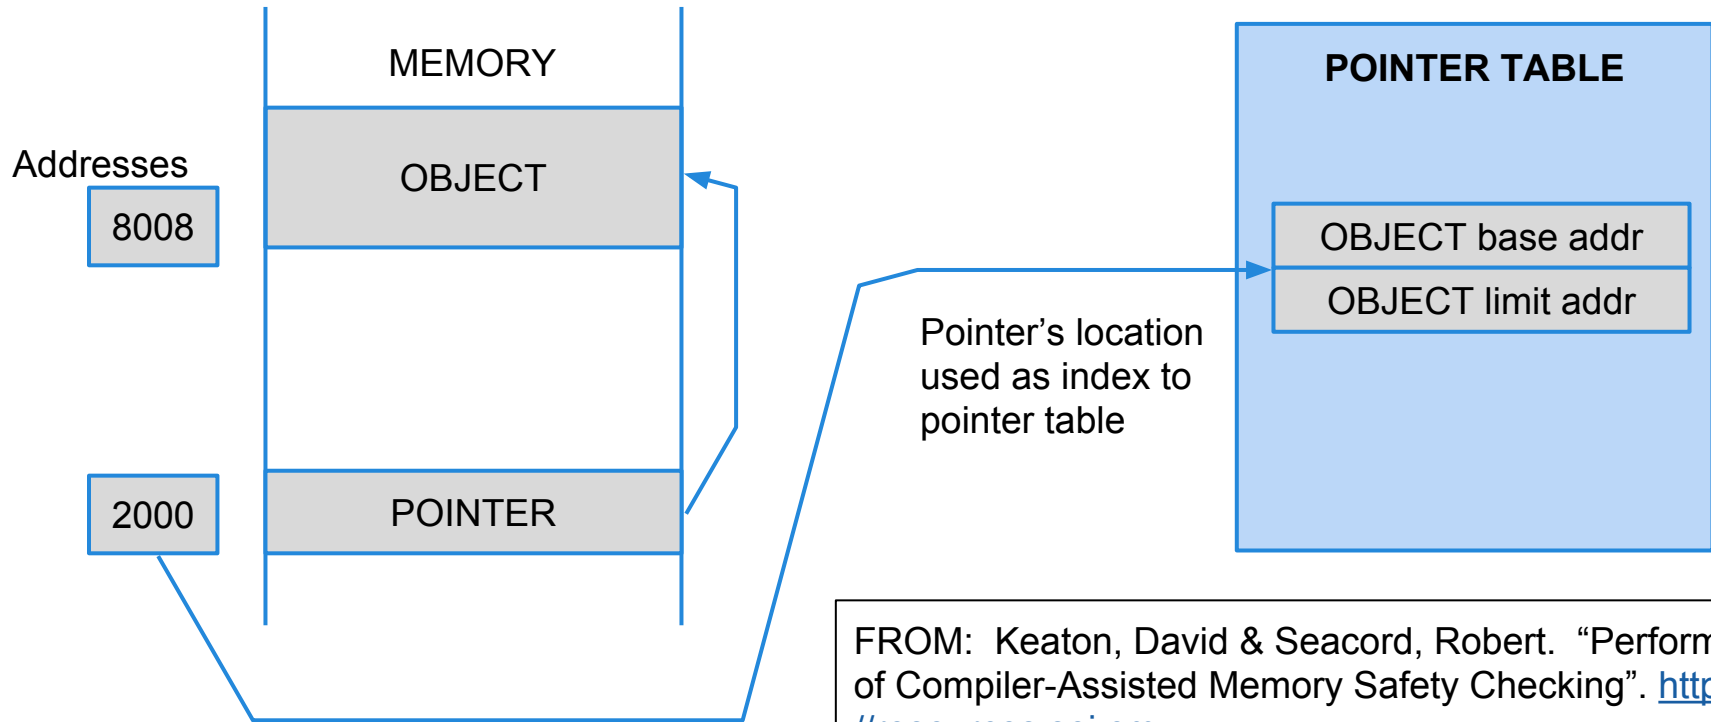 MEMORY
POINTER TABLE
Addresses
OBJECT
8008
OBJECT base addr
OBJECT limit addr
Pointer’s location
used as index to
pointer table
2000
POINTER
FROM:  Keaton, David & Seacord, Robert.  “Perform
of Compiler-Assisted Memory Safety Checking”. http